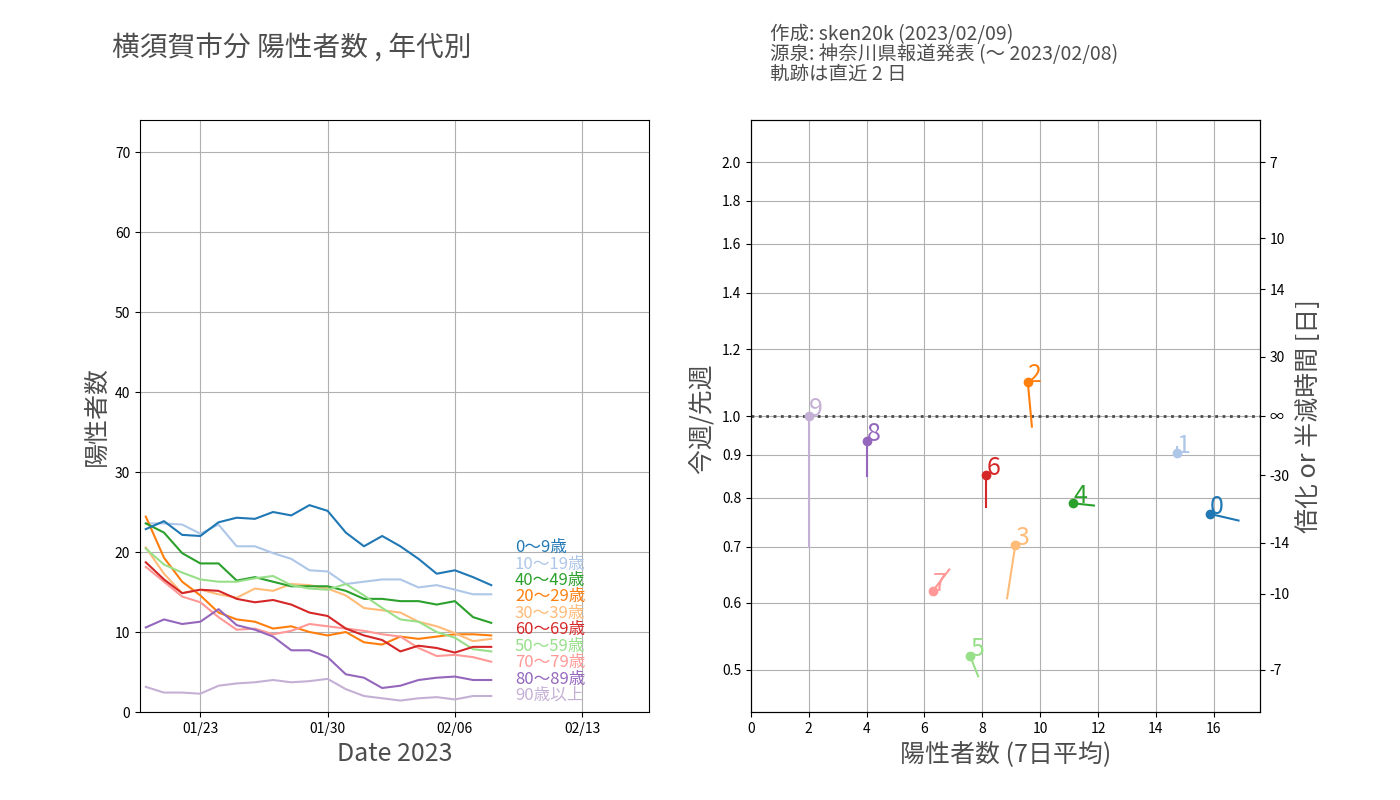 横須賀市分 陽性者数 , 年代別
作成: sken20k (2023/02/09)
源泉: 神奈川県報道発表 (～ 2023/02/08)
軌跡は直近 2 日
陽性者数
70
60
50
40
30
20
10
0
0～9歳
10～19歳
40～49歳
20～29歳
30～39歳
60～69歳
50～59歳
70～79歳
80～89歳
90歳以上
01/23
01/30
02/06
02/13
Date 2023
今週/先週
2.0
1.8
1.6
1.4
1.2
1.0
0.9
0.8
0.7
0.6
0.5
9
8
7
6
5
4
3
2
1
0
0
2
4
6
8
10
12
14
16
陽性者数 (7日平均)
7
10
14
30
∞
-30
-14
-10
-7
倍化 or 半減時間 [日]